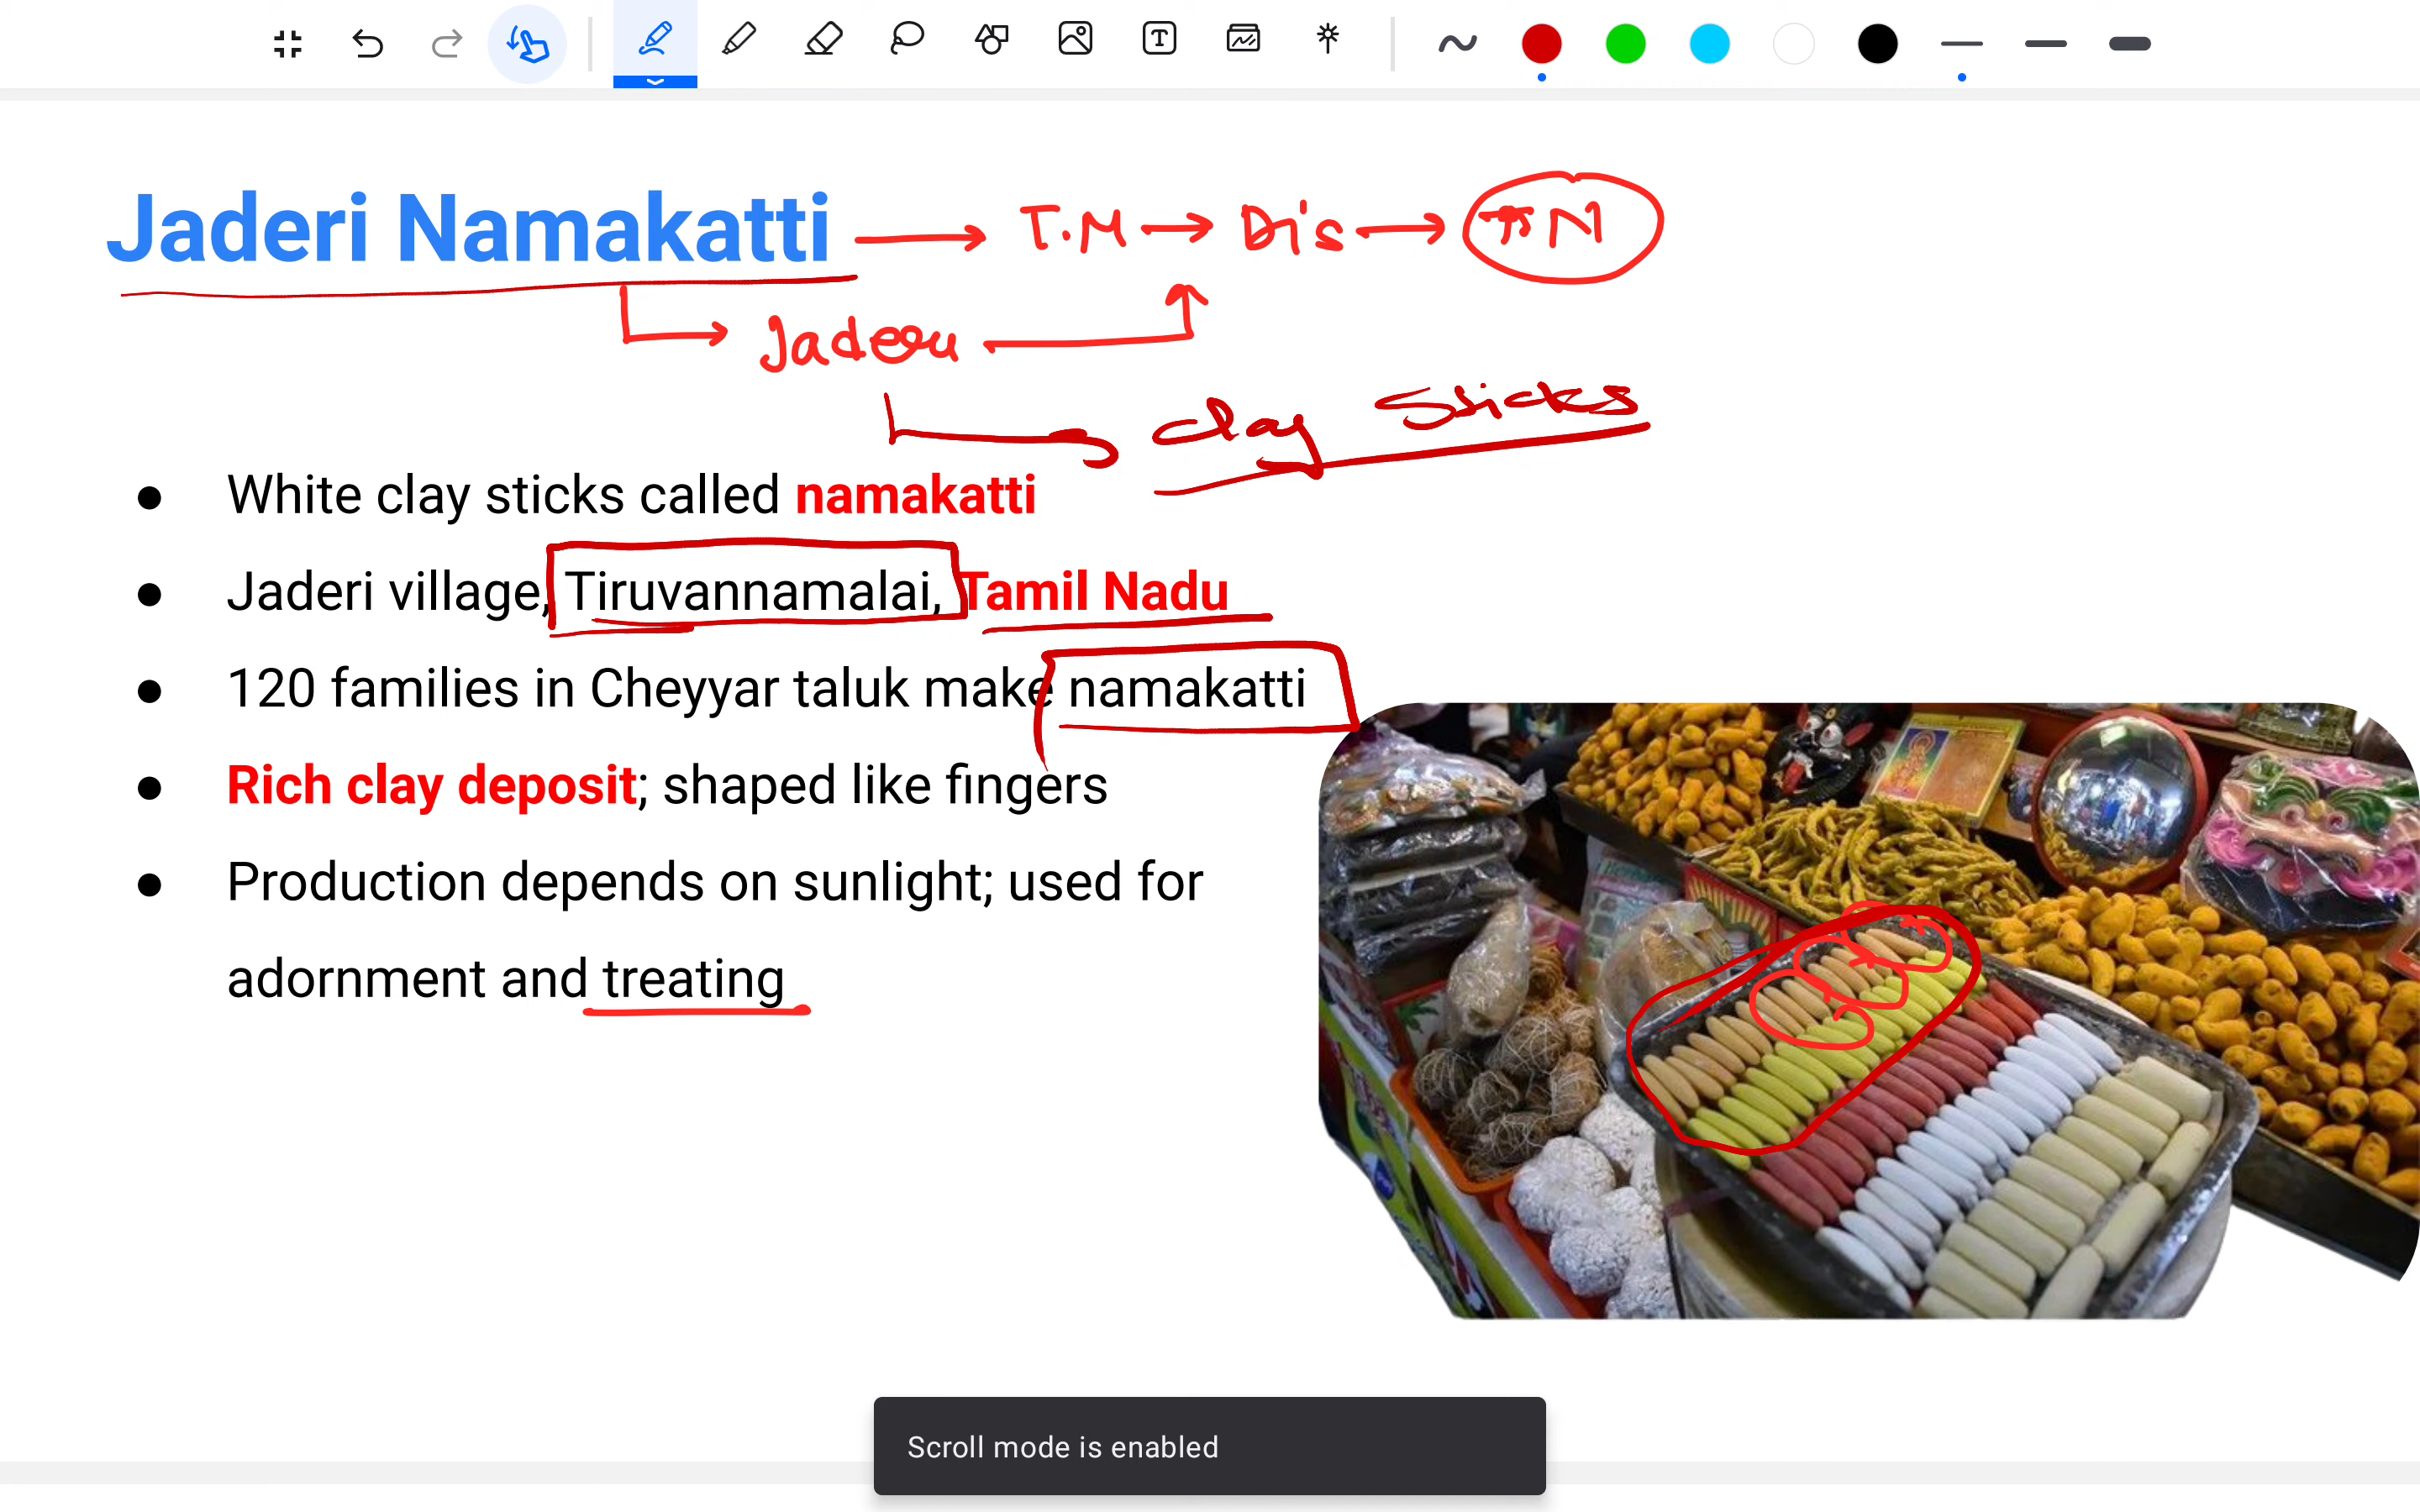 Jaderi Namakatti → T.M → Dis → TN
Jaderi
clay sticks
● White clay sticks called namakatti
● Jaderi village, Tiruvannamalai, Tamil Nadu
● 120 families in Cheyyar taluk make namakatti
● Rich clay deposit; shaped like fingers
● Production depends on sunlight; used for
adornment and treating
Scroll mode is enabled